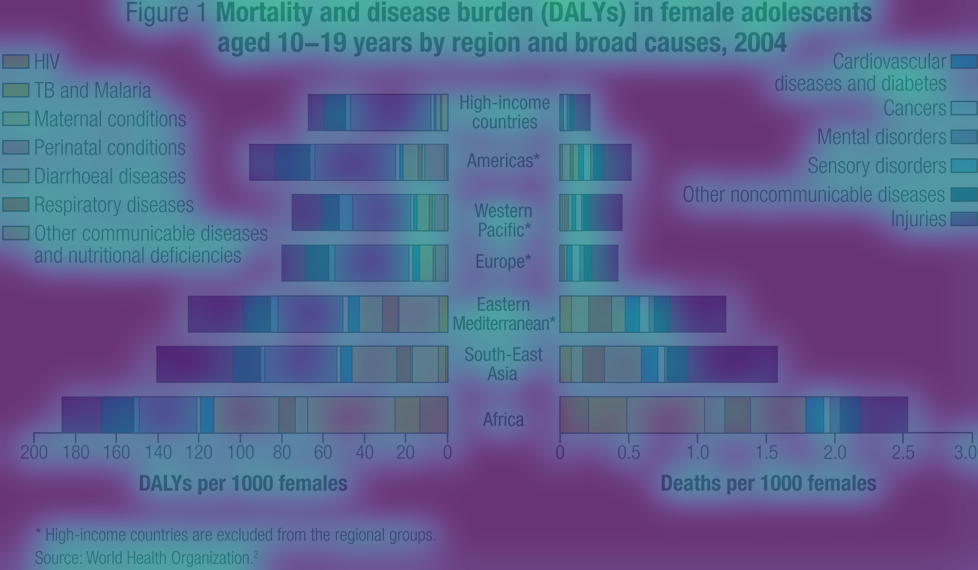 Figure 1 Mortality and disease burden (DALYs) in female adolescents
aged 10–19 years by region and broad causes, 2004
HIV
TB and Malaria
Maternal conditions
Perinatal conditions
Diarrhoeal diseases
Respiratory diseases
Other communicable diseases
and nutritional deficiencies
Cardiovascular
diseases and diabetes
Cancers
Mental disorders
Sensory disorders
Other noncommunicable diseases
Injuries
High-income
countries
Americas*
Western
Pacific*
Europe*
Eastern
Mediterranean*
South-East
Asia
Africa
200 180 160 140 120 100 80 60 40 20 0
0 0.5 1.0 1.5 2.0 2.5 3.0
DALYs per 1000 females
Deaths per 1000 females
* High-income countries are excluded from the regional groups.
Source: World Health Organization.²